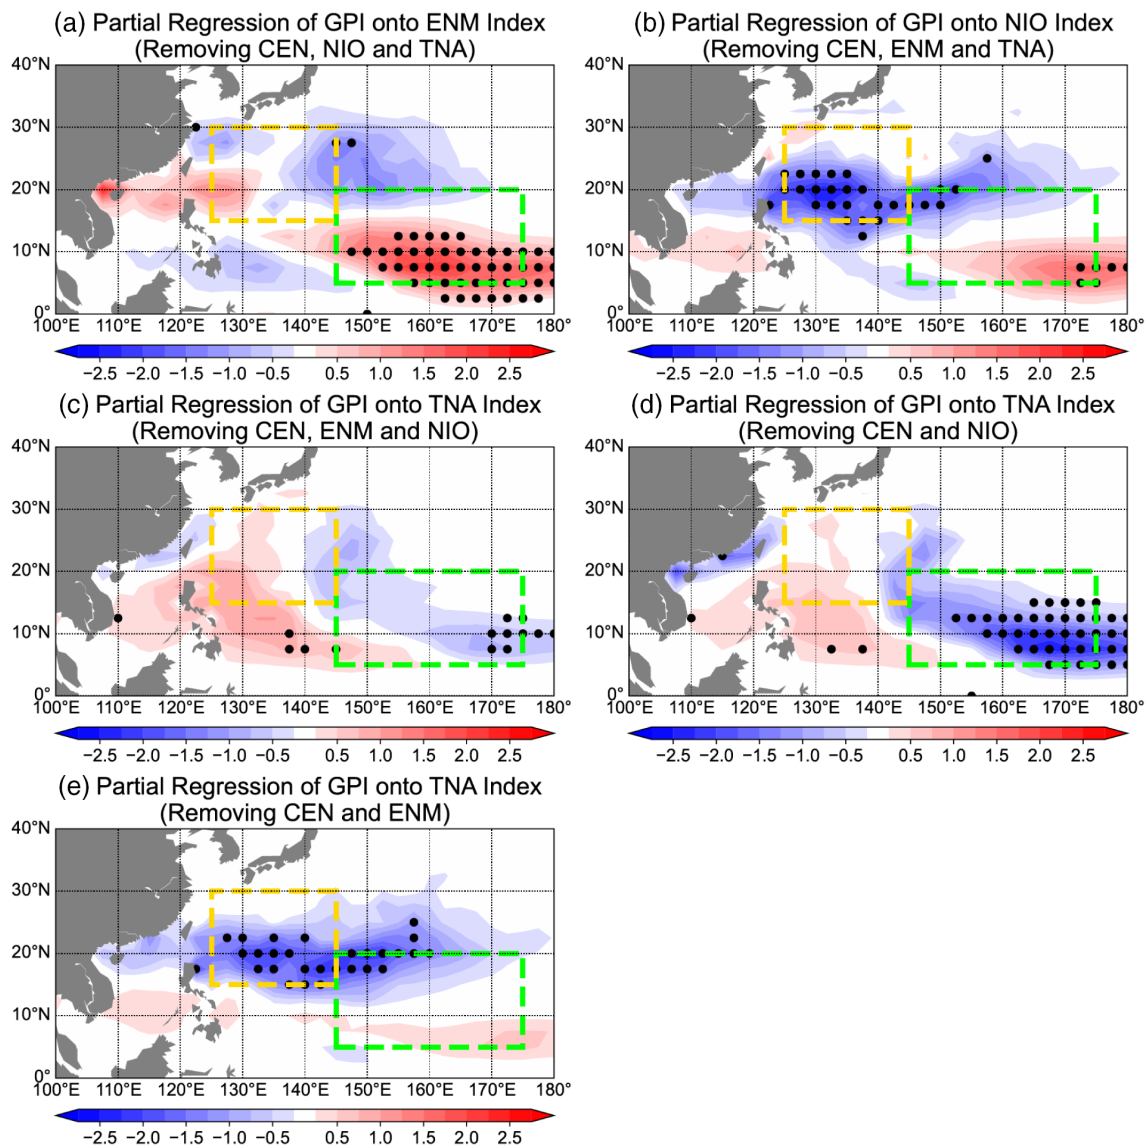 (a) Partial Regression of GPI onto ENM Index
(Removing CEN, NIO and TNA)
40°N
30°N
20°N
10°N
0°
100°E 110°E 120°E 130°E 140°E 150°E 160°E 170°E 180°
−2.5 −2.0 −1.5 −1.0 −0.5 0.5 1.0 1.5 2.0 2.5
(b) Partial Regression of GPI onto NIO Index
(Removing CEN, ENM and TNA)
40°N
30°N
20°N
10°N
0°
100°E 110°E 120°E 130°E 140°E 150°E 160°E 170°E 180°
−2.5 −2.0 −1.5 −1.0 −0.5 0.5 1.0 1.5 2.0 2.5
(c) Partial Regression of GPI onto TNA Index
(Removing CEN, ENM and NIO)
40°N
30°N
20°N
10°N
0°
100°E 110°E 120°E 130°E 140°E 150°E 160°E 170°E 180°
−2.5 −2.0 −1.5 −1.0 −0.5 0.5 1.0 1.5 2.0 2.5
(d) Partial Regression of GPI onto TNA Index
(Removing CEN and NIO)
40°N
30°N
20°N
10°N
0°
100°E 110°E 120°E 130°E 140°E 150°E 160°E 170°E 180°
−2.5 −2.0 −1.5 −1.0 −0.5 0.5 1.0 1.5 2.0 2.5
(e) Partial Regression of GPI onto TNA Index
(Removing CEN and ENM)
40°N
30°N
20°N
10°N
0°
100°E 110°E 120°E 130°E 140°E 150°E 160°E 170°E 180°
−2.5 −2.0 −1.5 −1.0 −0.5 0.5 1.0 1.5 2.0 2.5